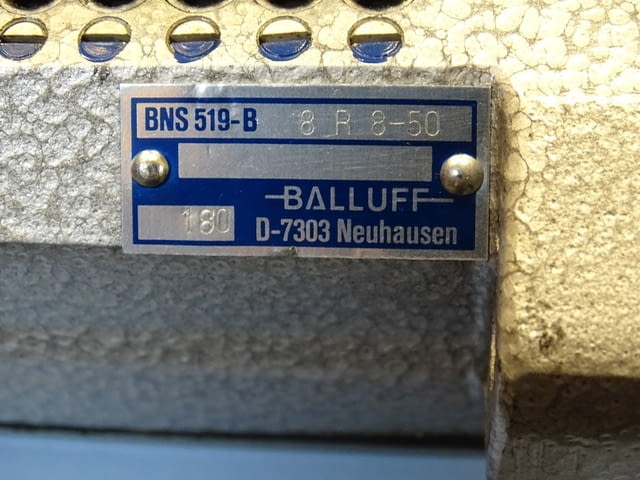 BNS 519-B 8 R 8-50
BALLUFF
180
D-7303 Neuhausen